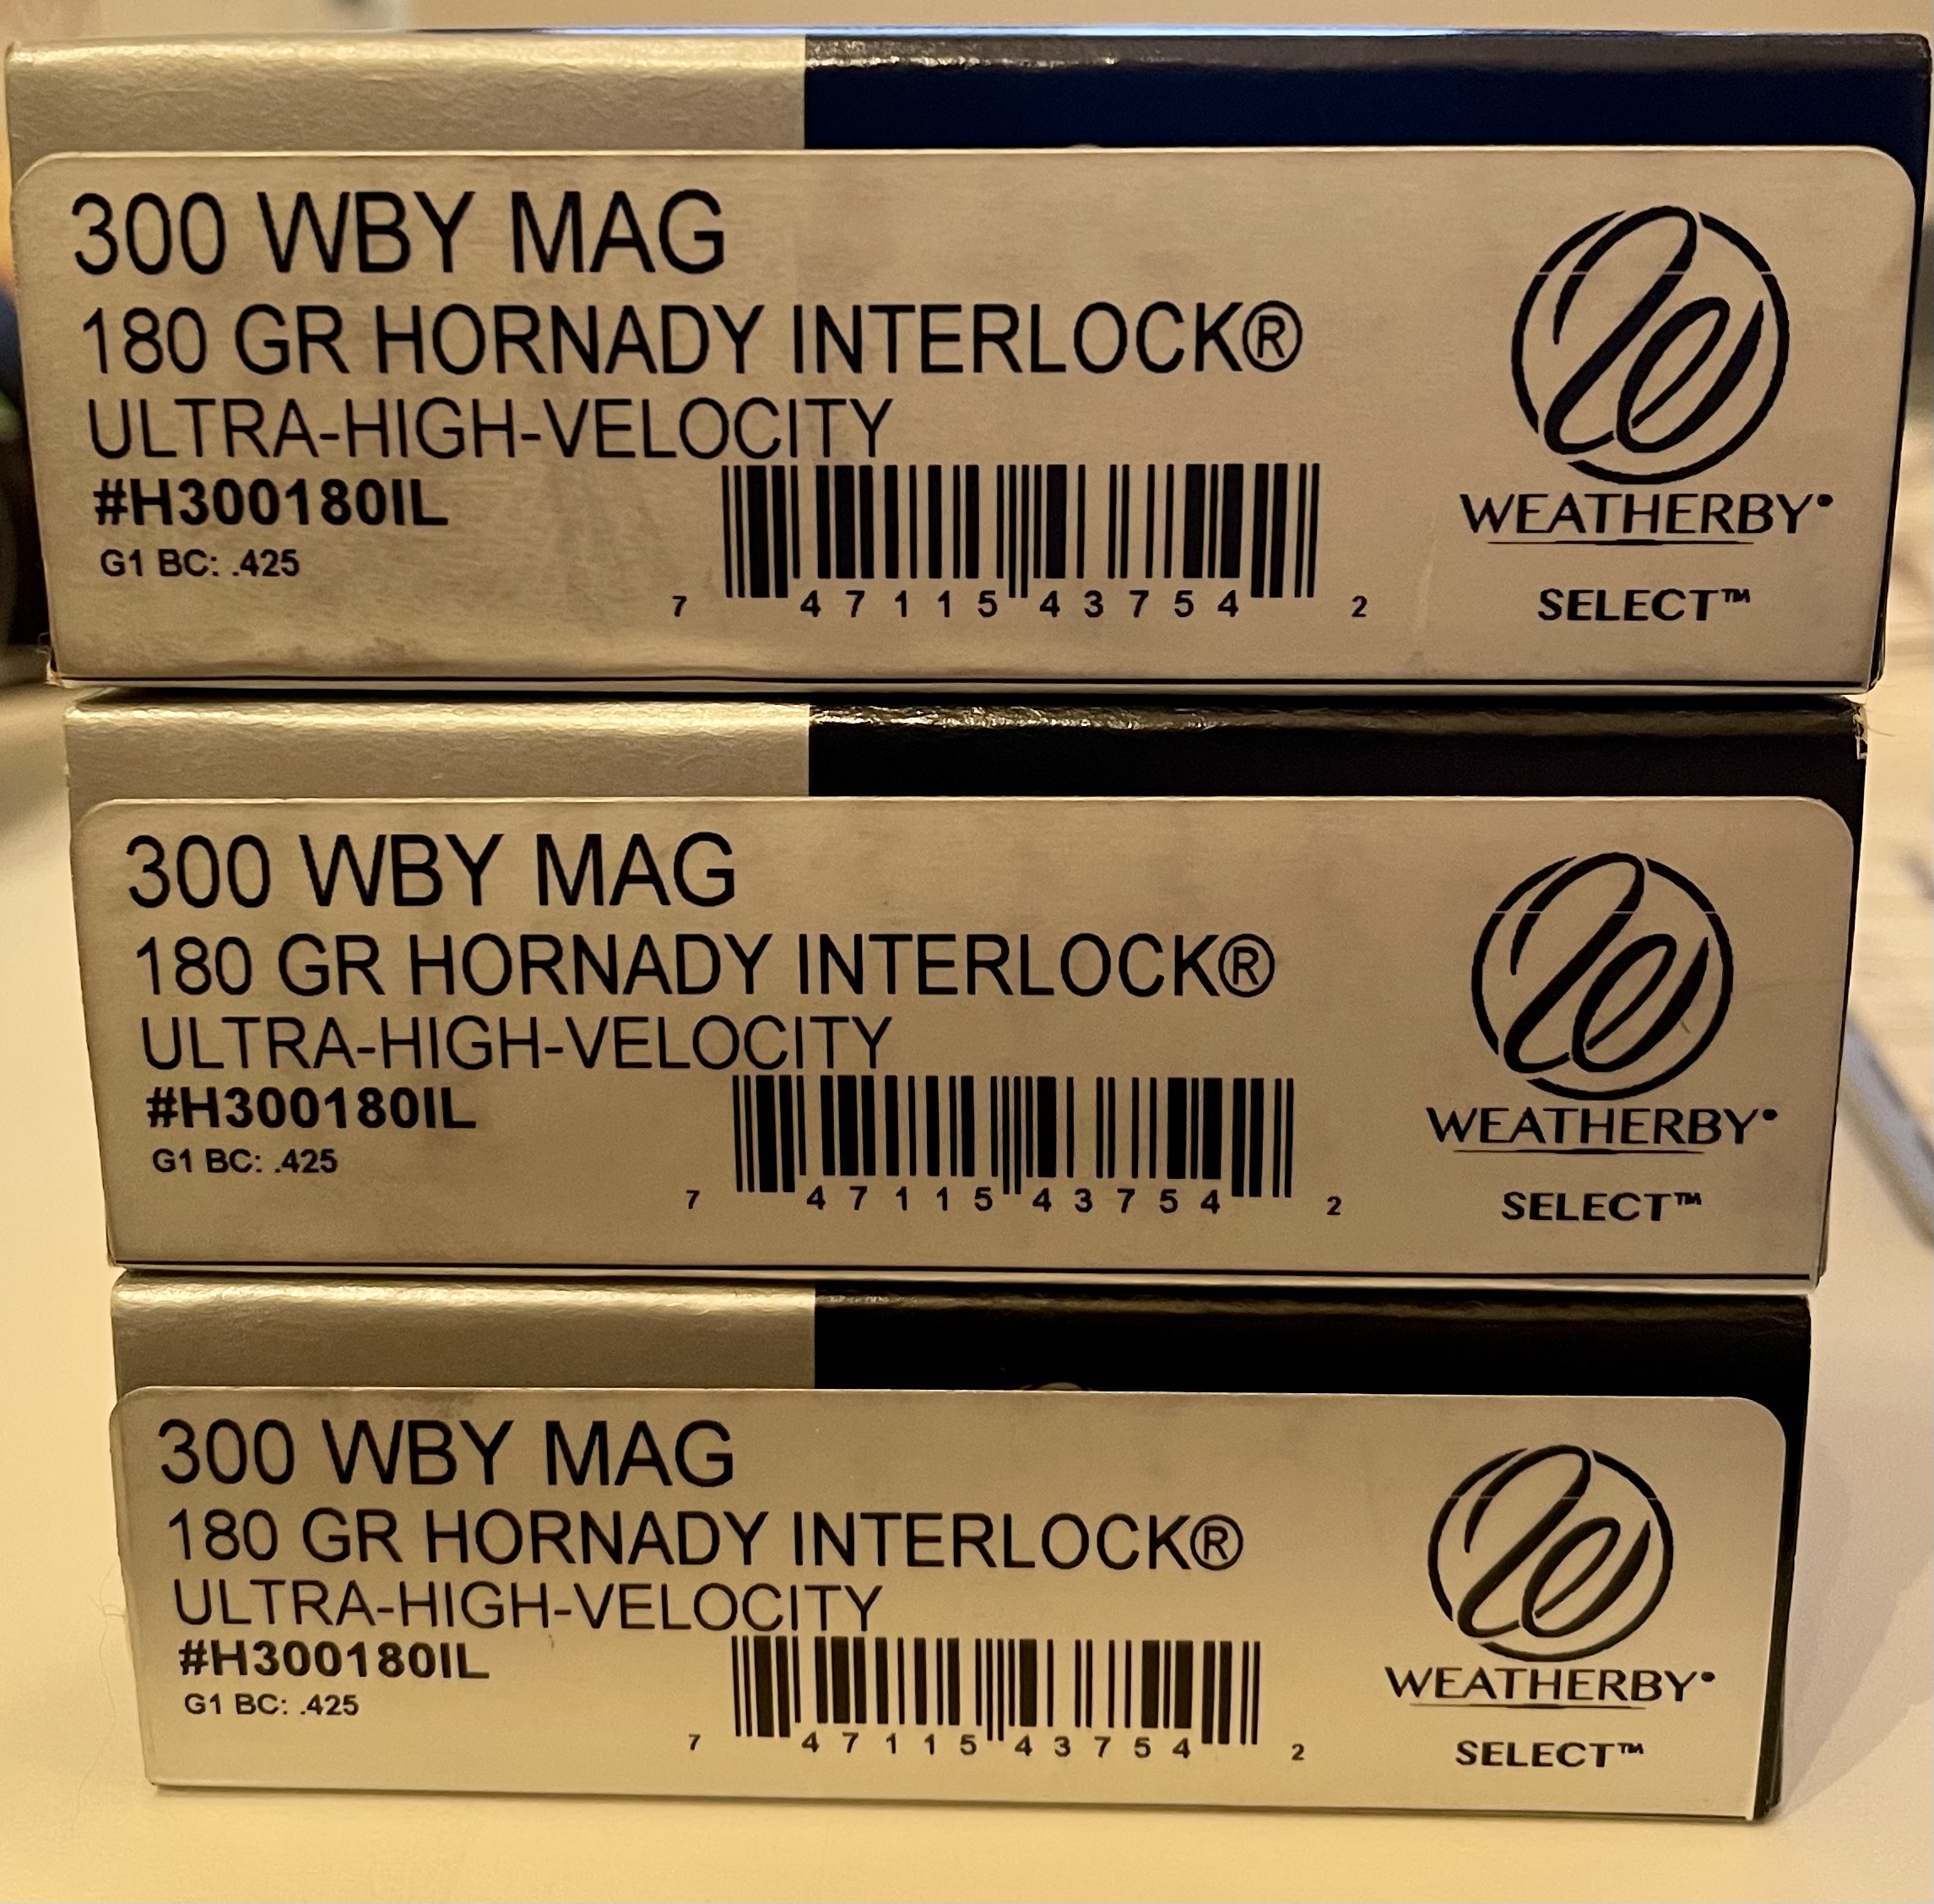 300 WBY MAG
180 GR HORNADY INTERLOCK®
ULTRA-HIGH-VELOCITY
#H300180IL
G1 BC: .425
7 47115 43754 2
WEATHERBY®
SELECT™
300 WBY MAG
180 GR HORNADY INTERLOCK®
ULTRA-HIGH-VELOCITY
#H300180IL
G1 BC: .425
7 47115 43754 2
WEATHERBY®
SELECT™
300 WBY MAG
180 GR HORNADY INTERLOCK®
ULTRA-HIGH-VELOCITY
#H300180IL
G1 BC: .425
7 47115 43754 2
WEATHERBY®
SELECT™